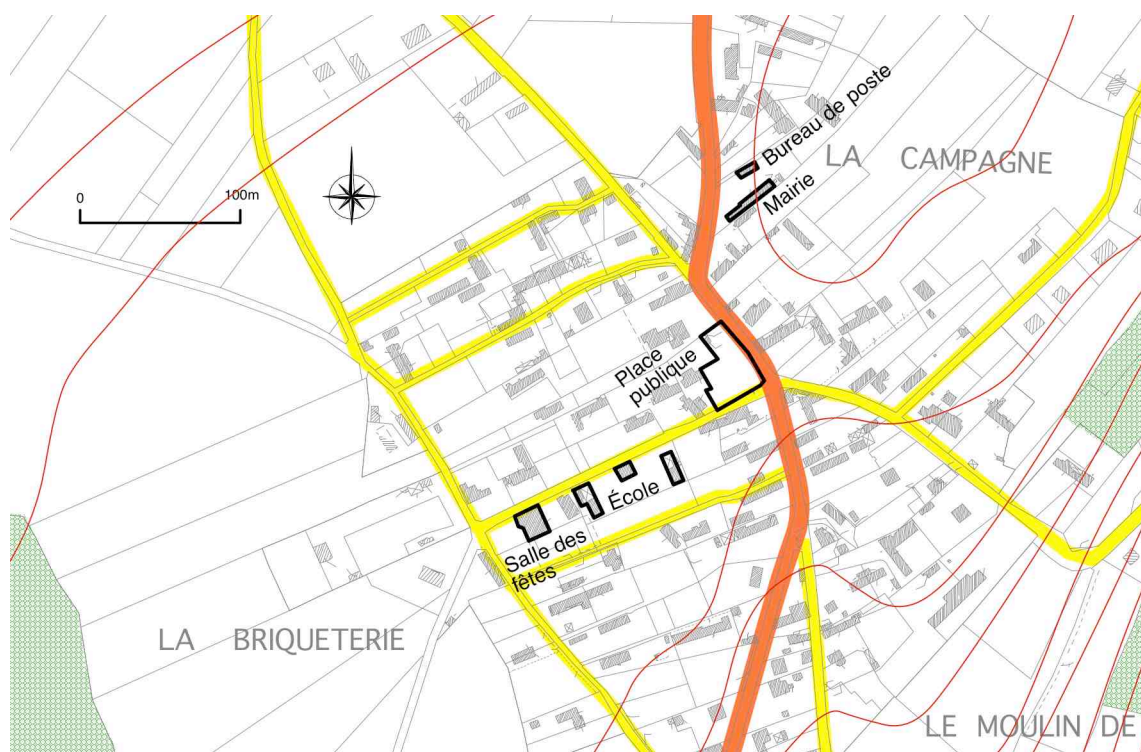 Bureau de poste
LA CAMPAGNE
Mairie
0 100m
Place
publique
École
Salle des
fêtes
LA BRIQUETERIE
LE MOULIN DE